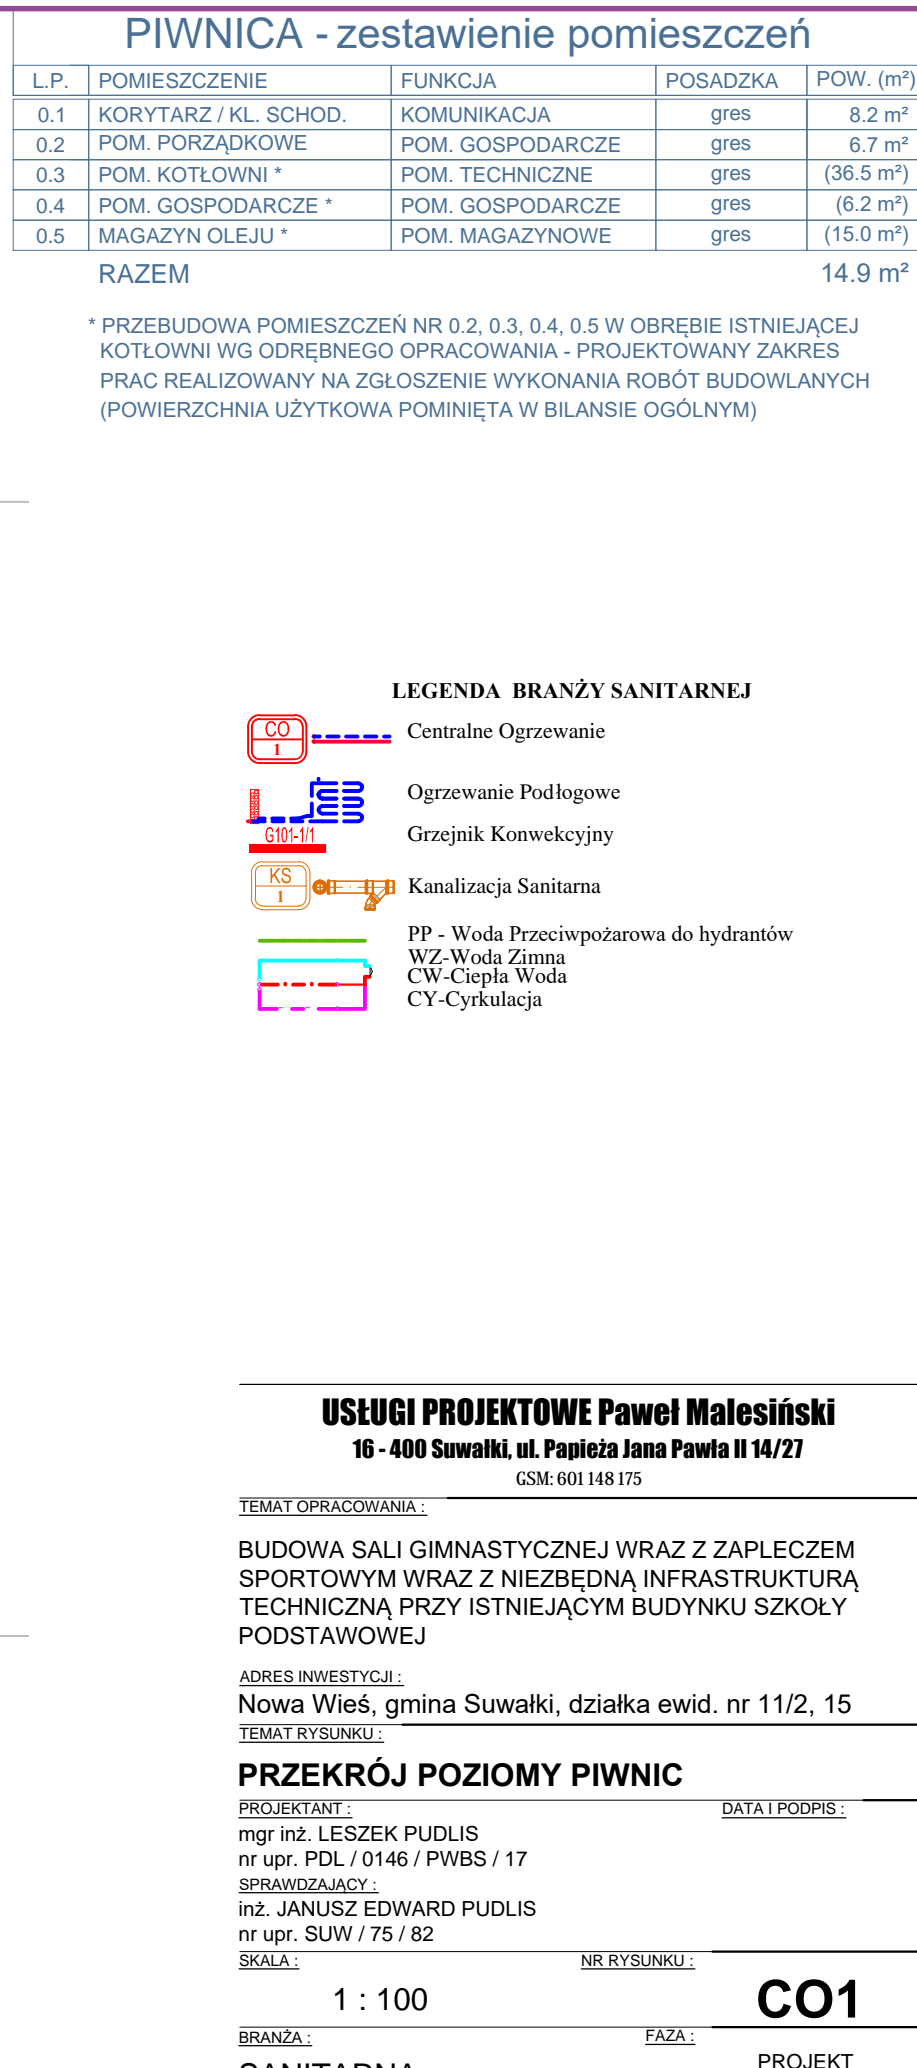 PIWNICA - zestawienie pomieszczeń
L.P. POMIESZCZENIE FUNKCJA POSADZKA POW. (m²)
0.1 KORYTARZ / KL. SCHOD. KOMUNIKACJA gres 8.2 m²
0.2 POM. PORZĄDKOWE POM. GOSPODARCZE gres 6.7 m²
0.3 POM. KOTŁOWNI * POM. TECHNICZNE gres (36.5 m²)
0.4 POM. GOSPODARCZE * POM. GOSPODARCZE gres (6.2 m²)
0.5 MAGAZYN OLEJU * POM. MAGAZYNOWE gres (15.0 m²)
RAZEM 14.9 m²
* PRZEBUDOWA POMIESZCZEŃ NR 0.2, 0.3, 0.4, 0.5 W OBRĘBIE ISTNIEJĄCEJ
KOTŁOWNI WG ODRĘBNEGO OPRACOWANIA - PROJEKTOWANY ZAKRES
PRAC REALIZOWANY NA ZGŁOSZENIE WYKONANIA ROBÓT BUDOWLANYCH
(POWIERZCHNIA UŻYTKOWA POMINIĘTA W BILANSIE OGÓLNYM)
LEGENDA BRANŻY SANITARNEJ
CO
1
Centralne Ogrzewanie
Ogrzewanie Podłogowe
G101-1/1
Grzejnik Konwekcyjny
KS
1
Kanalizacja Sanitarna
PP - Woda Przeciwpożarowa do hydrantów
WZ-Woda Zimna
CW-Ciepła Woda
CY-Cyrkulacja
USŁUGI PROJEKTOWE Paweł Malesiński
16 - 400 Suwałki, ul. Papieża Jana Pawła II 14/27
GSM: 601 148 175
TEMAT OPRACOWANIA :
BUDOWA SALI GIMNASTYCZNEJ WRAZ Z ZAPLECZEM
SPORTOWYM WRAZ Z NIEZBĘDNĄ INFRASTRUKTURĄ
TECHNICZNĄ PRZY ISTNIEJĄCYM BUDYNKU SZKOŁY
PODSTAWOWEJ
ADRES INWESTYCJI :
Nowa Wieś, gmina Suwałki, działka ewid. nr 11/2, 15
TEMAT RYSUNKU :
PRZEKRÓJ POZIOMY PIWNIC
PROJEKTANT : DATA I PODPIS :
mgr inż. LESZEK PUDLIS
nr upr. PDL / 0146 / PWBS / 17
SPRAWDZAJĄCY :
inż. JANUSZ EDWARD PUDLIS
nr upr. SUW / 75 / 82
SKALA : NR RYSUNKU :
1 : 100 CO1
BRANŻA : FAZA :
SANITARNA PROJEKT